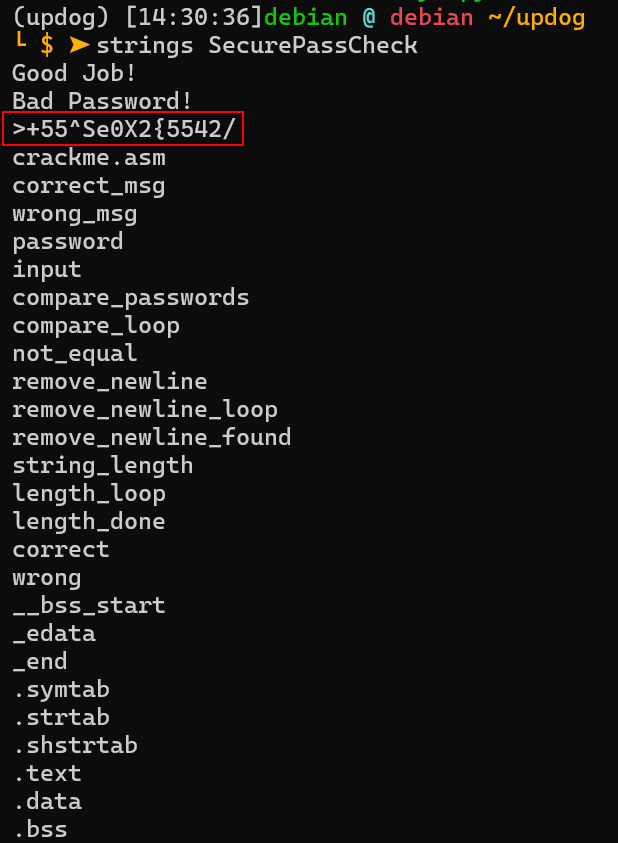 (updog) [14:30:36]debian @ debian ~/updog
└ $ ➤strings SecurePassCheck
Good Job!
Bad Password!
>+55^Se0X2{5542/
crackme.asm
correct_msg
wrong_msg
password
input
compare_passwords
compare_loop
not_equal
remove_newline
remove_newline_loop
remove_newline_found
string_length
length_loop
length_done
correct
wrong
__bss_start
_edata
_end
.symtab
.strtab
.shstrtab
.text
.data
.bss